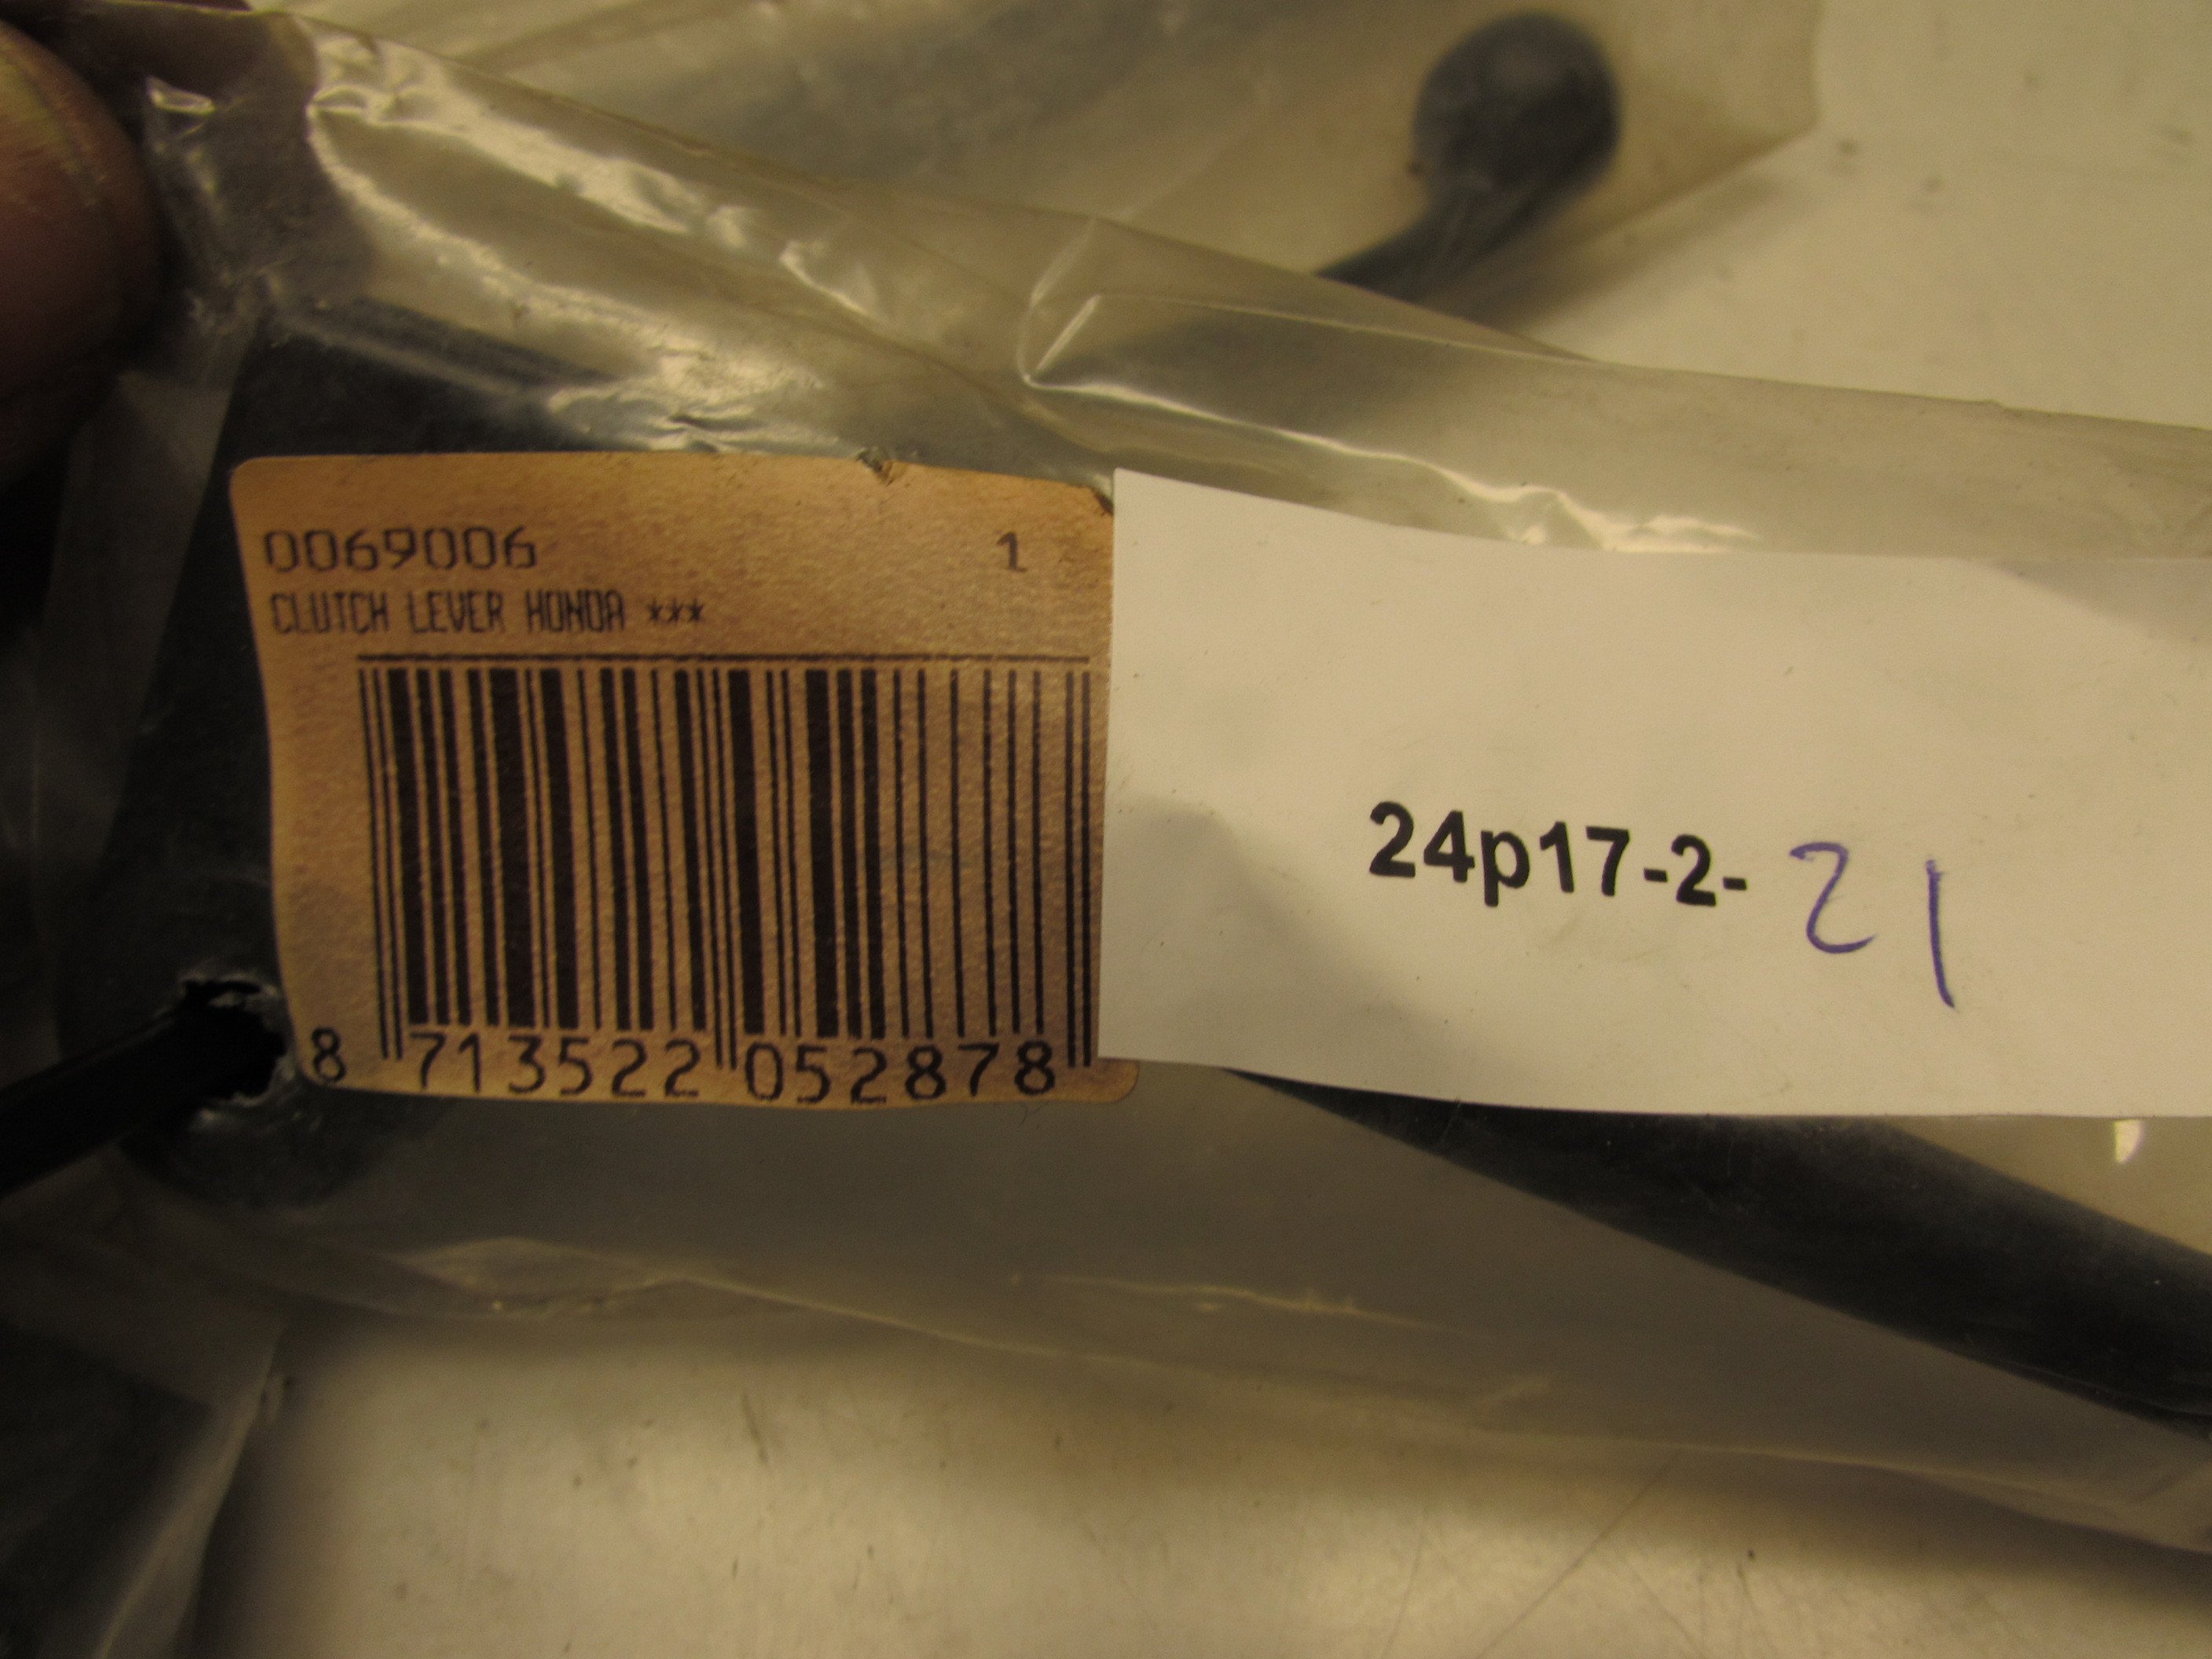 0069006 1
CLUTCH LEVER HONDA ***
8 713522 052878
24p17-2-21